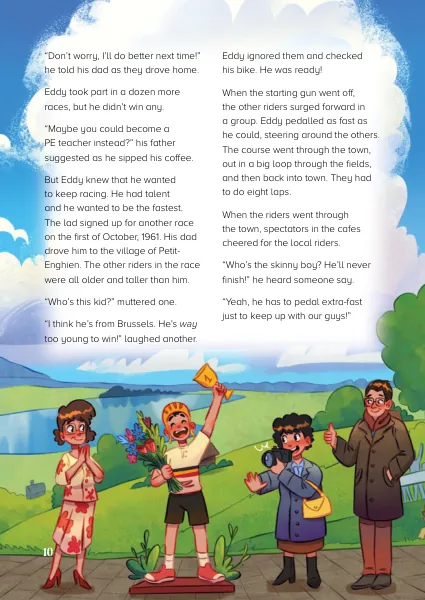 “Don’t worry, I’ll do better next time!”
he told his dad as they drove home.
Eddy took part in a dozen more
races, but he didn’t win any.
“Maybe you could become a
PE teacher instead?” his father
suggested as he sipped his coffee.
But Eddy knew that he wanted
to keep racing. He had talent
and he wanted to be the fastest.
The lad signed up for another race
on the first of October, 1961. His dad
drove him to the village of Petit-
Enghien. The other riders in the race
were all older and taller than him.
“Who’s this kid?” muttered one.
“I think he’s from Brussels. He’s way
too young to win!” laughed another.
Eddy ignored them and checked
his bike. He was ready!
When the starting gun went off,
the other riders surged forward in
a group. Eddy pedalled as fast as
he could, steering around the others.
The course went through the town,
out in a big loop through the fields,
and then back into town. They had
to do eight laps.
When the riders went through
the town, spectators in the cafes
cheered for the local riders.
“Who’s the skinny boy? He’ll never
finish!” he heard someone say.
“Yeah, he has to pedal extra-fast
just to keep up with our guys!”
10